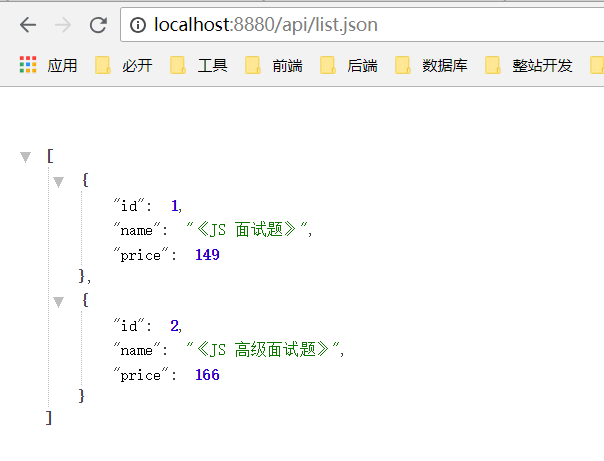 localhost:8880/api/list.json
应用 必开 工具 前端 后端 数据库 整站开发
[
{
"id": 1,
"name": "《JS 面试题》",
"price": 149
},
{
"id": 2,
"name": "《JS 高级面试题》",
"price": 166
}
]